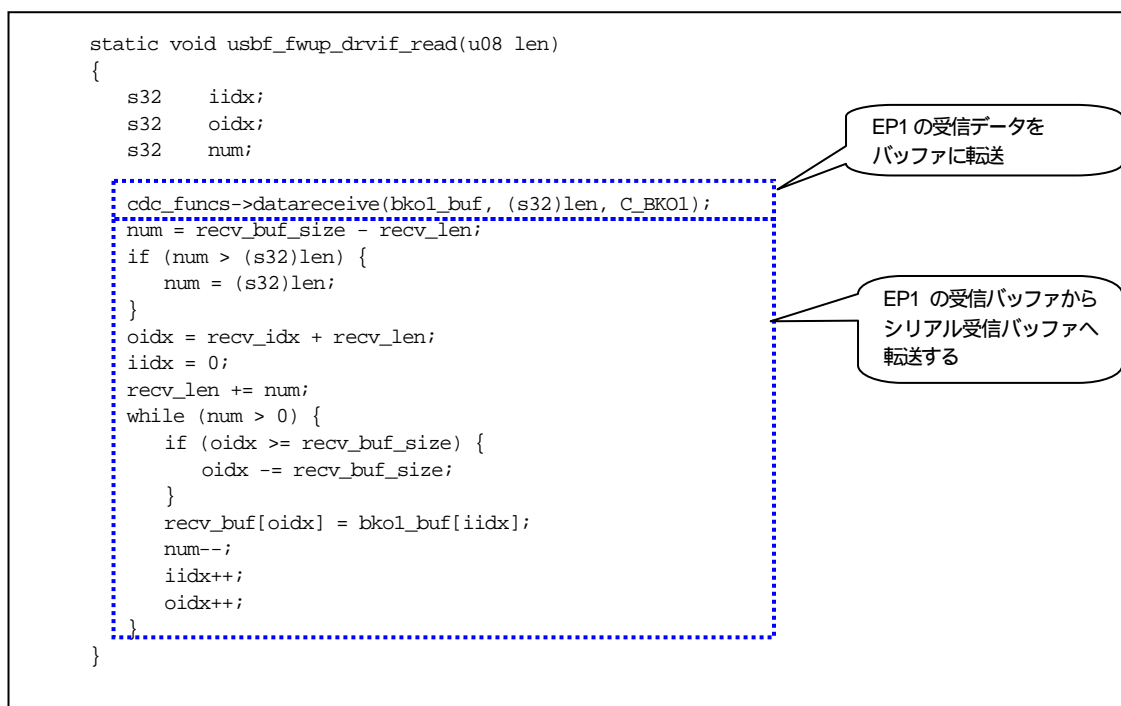 static void usbf_fwup_drvif_read(u08 len)
{
s32 iidx;
s32 oidx;
s32 num;
EP1 の受信データを
バッファに転送
cdc_funcs->datareceive(bko1_buf, (s32)len, C_BKO1);
num = recv_buf_size - recv_len;
if (num > (s32)len) {
num = (s32)len;
}
EP1 の受信バッファから
シリアル受信バッファへ
転送する
oidx = recv_idx + recv_len;
iidx = 0;
recv_len += num;
while (num > 0) {
if (oidx >= recv_buf_size) {
oidx -= recv_buf_size;
}
recv_buf[oidx] = bko1_buf[iidx];
num--;
iidx++;
oidx++;
}
}